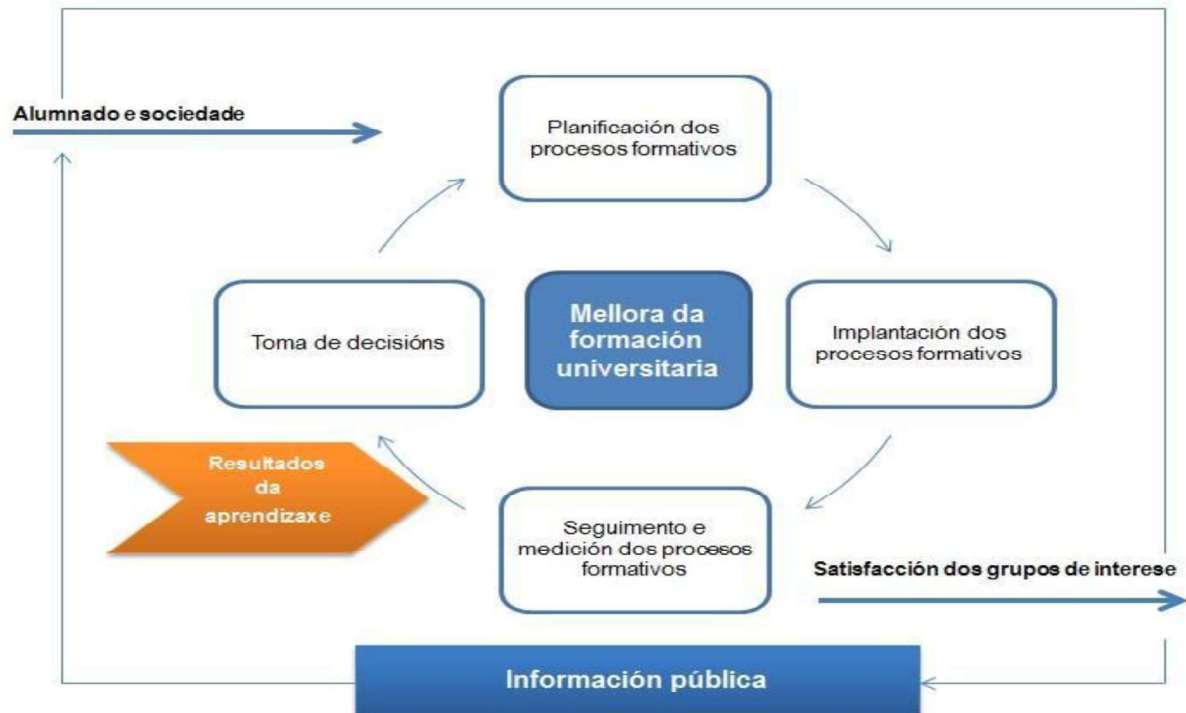 Alumnado e sociedade
Planificación dos
procesos formativos
Toma de decisións
Mellora da
formación
universitaria
Implantación dos
procesos formativos
Resultados
da
aprendizaxe
Seguimento e
medición dos procesos
formativos
Satisfacción dos grupos de interese
Información pública